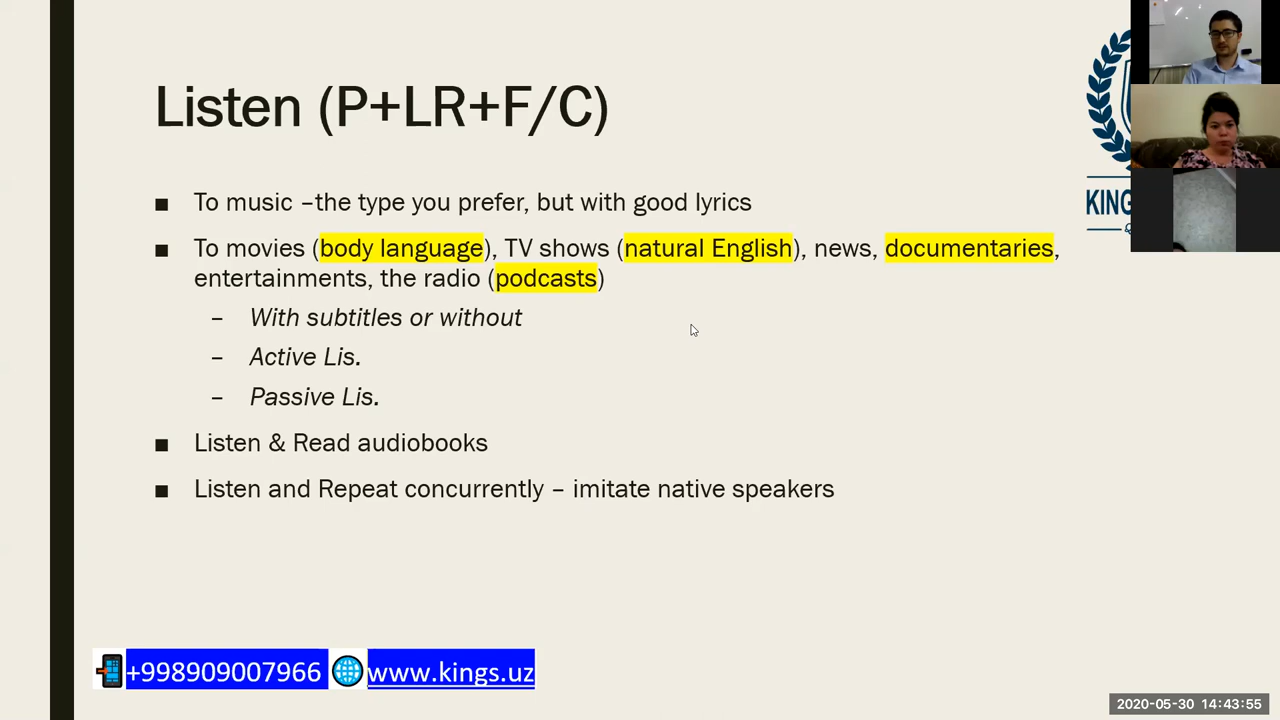 Listen (P+LR+F/C)
■ To music –the type you prefer, but with good lyrics
■ To movies (body language), TV shows (natural English), news, documentaries,
entertainments, the radio (podcasts)
– With subtitles or without
– Active Lis.
– Passive Lis.
■ Listen & Read audiobooks
■ Listen and Repeat concurrently – imitate native speakers
KING
+998909007966 www.kings.uz
2020-05-30 14:43:55